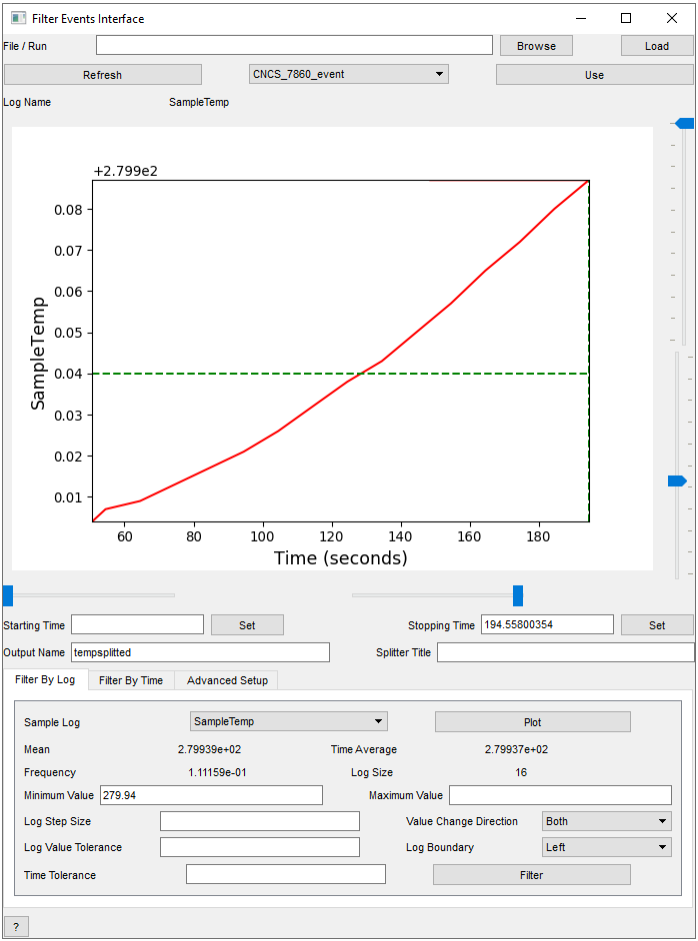 Filter Events Interface
File / Run Browse Load
Refresh CNCS_7860_event Use
Log Name SampleTemp
+2.799e2
0.08
0.07
0.06
0.05
0.04
0.03
0.02
0.01
SampleTemp
60 80 100 120 140 160 180
Time (seconds)
Starting Time Set Stopping Time 194.55800354 Set
Output Name tempsplitted Splitter Title
Filter By Log Filter By Time Advanced Setup
Sample Log SampleTemp Plot
Mean 2.79939e+02 Time Average 2.79937e+02
Frequency 1.11159e-01 Log Size 16
Minimum Value 279.94 Maximum Value
Log Step Size Value Change Direction Both
Log Value Tolerance Log Boundary Left
Time Tolerance Filter
?